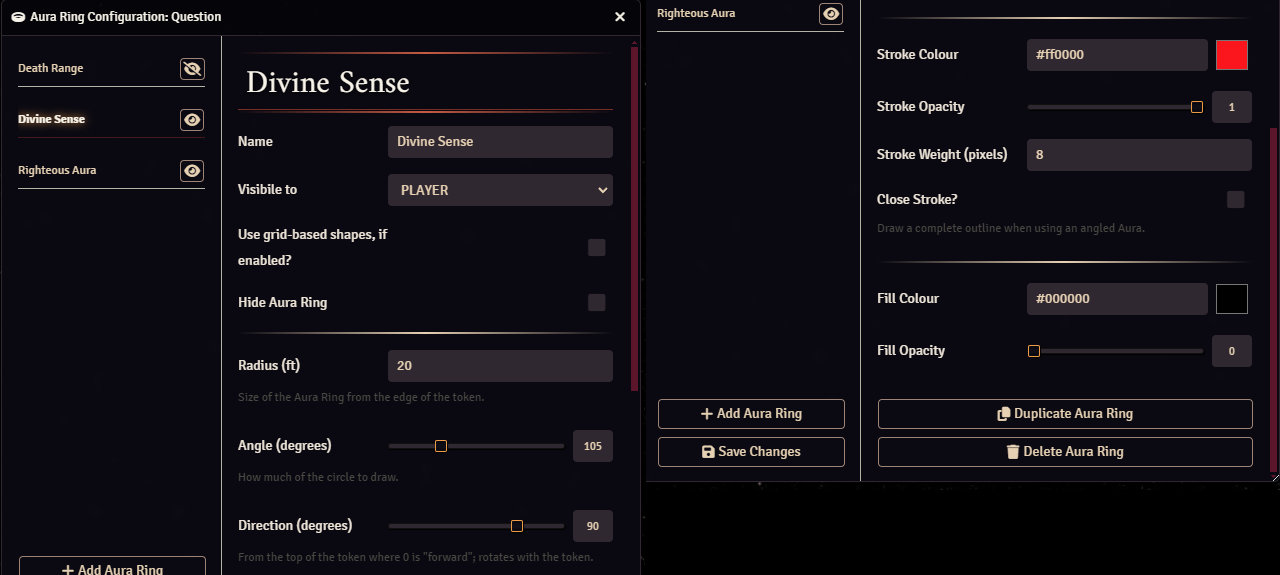 Aura Ring Configuration: Question
Death Range
Divine Sense
Righteous Aura
Add Aura Ring
Divine Sense
Name
Divine Sense
Visibile to
PLAYER
Use grid-based shapes, if
enabled?
Hide Aura Ring
Radius (ft)
20
Size of the Aura Ring from the edge of the token.
Angle (degrees)
105
How much of the circle to draw.
Direction (degrees)
90
From the top of the token where 0 is "forward"; rotates with the token.
Righteous Aura
Add Aura Ring
Save Changes
Stroke Colour
#ff0000
Stroke Opacity
1
Stroke Weight (pixels)
8
Close Stroke?
Draw a complete outline when using an angled Aura.
Fill Colour
#000000
Fill Opacity
0
Duplicate Aura Ring
Delete Aura Ring